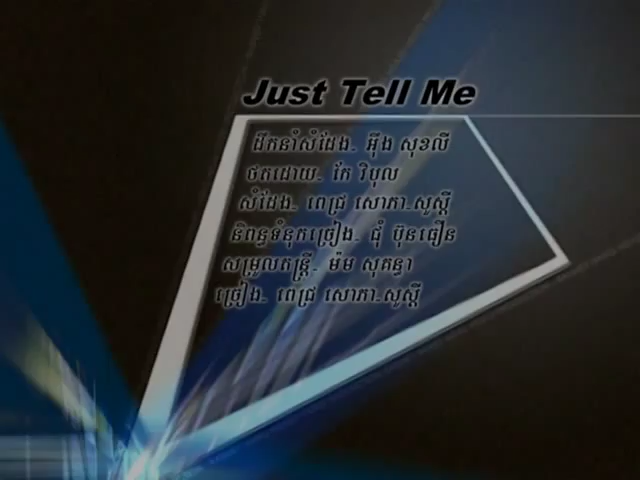 Just Tell Me
ដឹកនាំសំដែង. អ៊ឹង សុខលី
ថតដោយ. កែ វិបុល
សំដែង. ពេជ្រ សោភា.សូស្តី
និពន្ធទំនុកច្រៀង. ជុំ ប៊ុនធឿន
សម្រួលតន្ត្រី. ម៉ម សុគន្ធា
ច្រៀង. ពេជ្រ សោភា.សូស្តី